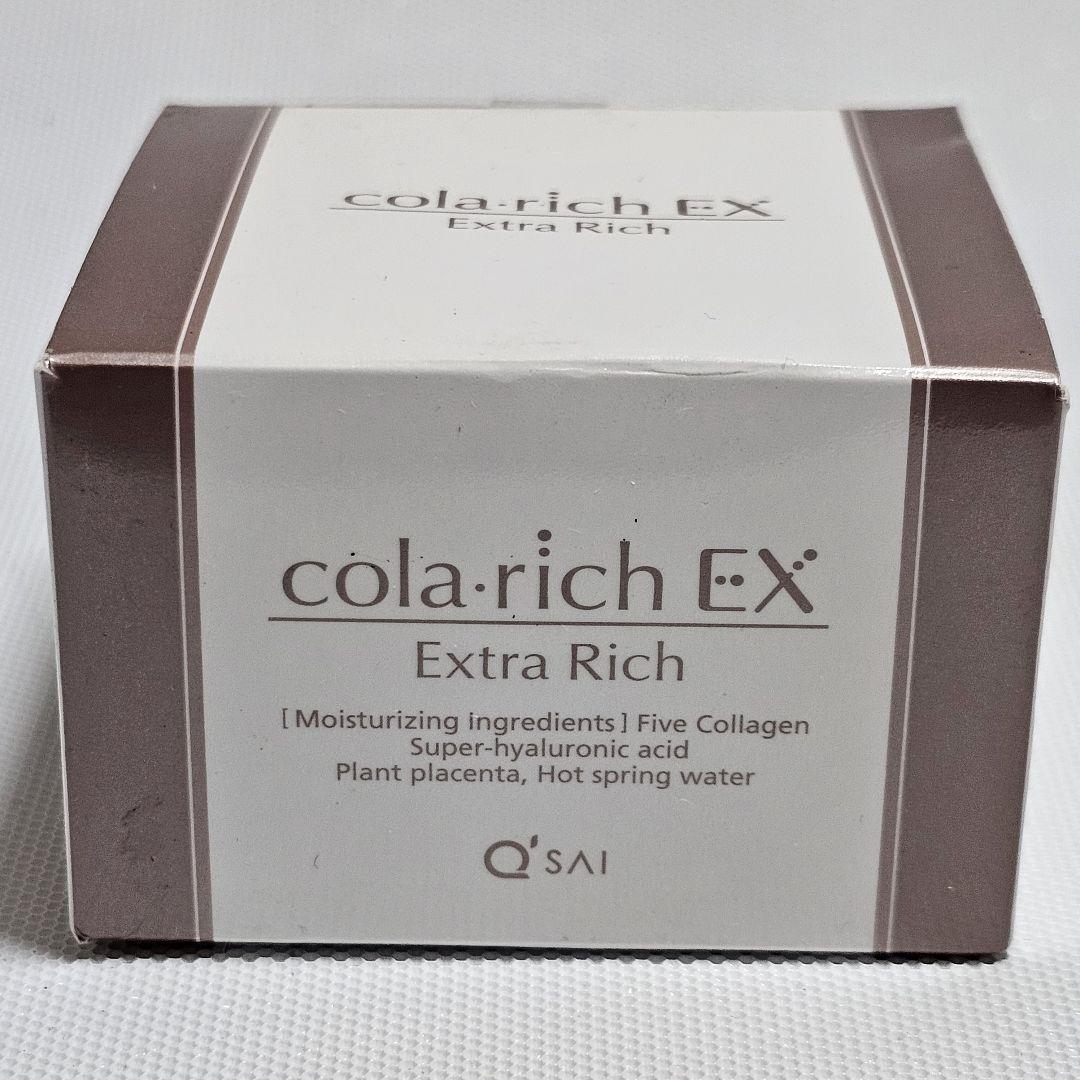 cola·rich EX
Extra Rich
cola·rich EX
Extra Rich
[Moisturizing ingredients] Five Collagen
Super-hyaluronic acid
Plant placenta, Hot spring water
Q'SAI